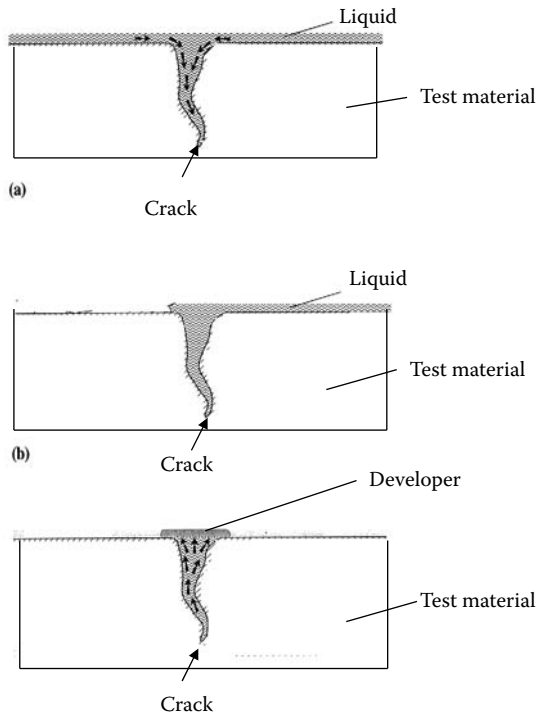 Liquid
Test material
(a)
Crack
Liquid
Test material
(b)
Crack
Developer
Test material
Crack